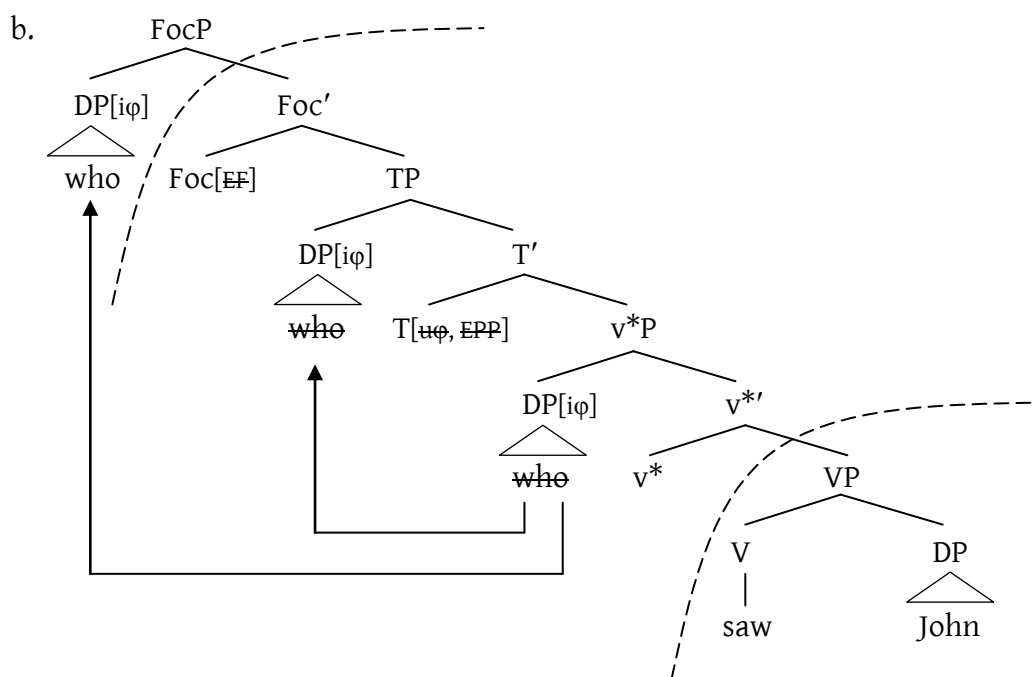 b.
FocP
DP[iφ] Foc′
who Foc[EF] TP
DP[iφ] T′
who T[uφ, EPP] v*P
DP[iφ] v*′
who v* VP
V DP
saw John